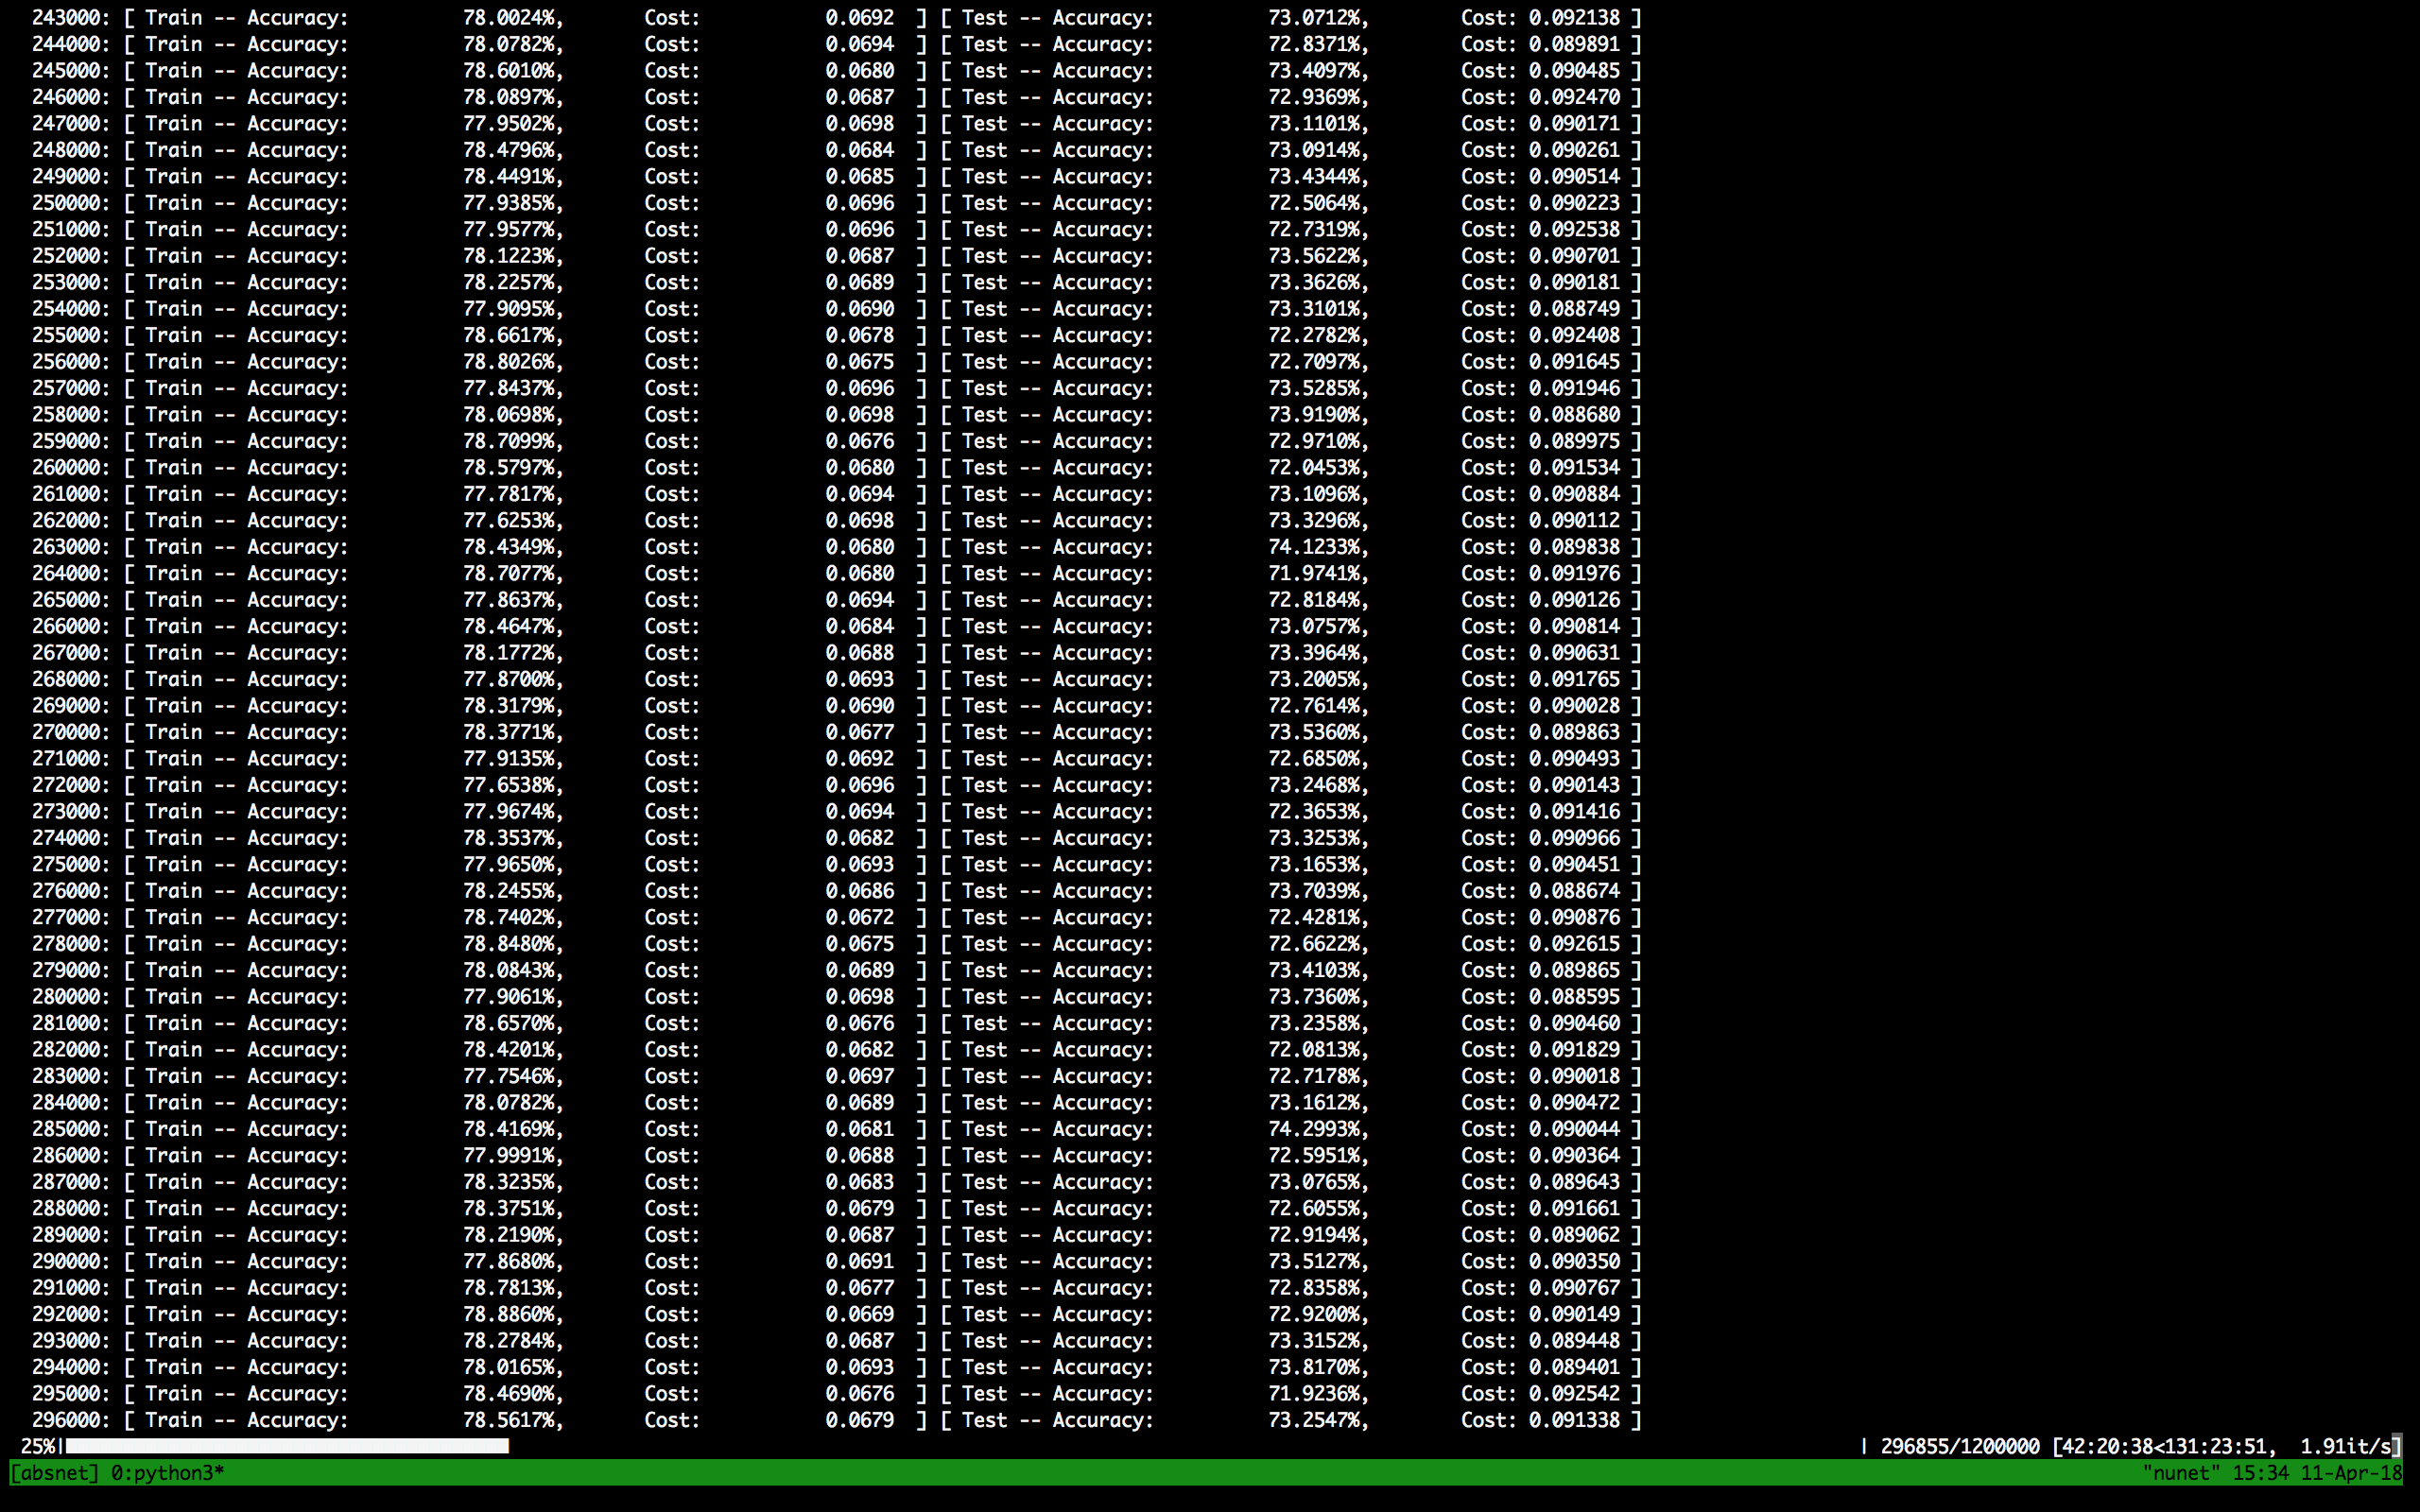 243000: [ Train -- Accuracy: 78.0024%, Cost: 0.0692 ] [ Test -- Accuracy: 73.0712%, Cost: 0.092138 ]
244000: [ Train -- Accuracy: 78.0782%, Cost: 0.0694 ] [ Test -- Accuracy: 72.8371%, Cost: 0.089891 ]
245000: [ Train -- Accuracy: 78.6010%, Cost: 0.0680 ] [ Test -- Accuracy: 73.4097%, Cost: 0.090485 ]
246000: [ Train -- Accuracy: 78.0897%, Cost: 0.0687 ] [ Test -- Accuracy: 72.9369%, Cost: 0.092470 ]
247000: [ Train -- Accuracy: 77.9502%, Cost: 0.0698 ] [ Test -- Accuracy: 73.1101%, Cost: 0.090171 ]
248000: [ Train -- Accuracy: 78.4796%, Cost: 0.0684 ] [ Test -- Accuracy: 73.0914%, Cost: 0.090261 ]
249000: [ Train -- Accuracy: 78.4491%, Cost: 0.0685 ] [ Test -- Accuracy: 73.4344%, Cost: 0.090514 ]
250000: [ Train -- Accuracy: 77.9385%, Cost: 0.0696 ] [ Test -- Accuracy: 72.5064%, Cost: 0.090223 ]
251000: [ Train -- Accuracy: 77.9577%, Cost: 0.0696 ] [ Test -- Accuracy: 72.7319%, Cost: 0.092538 ]
252000: [ Train -- Accuracy: 78.1223%, Cost: 0.0687 ] [ Test -- Accuracy: 73.5622%, Cost: 0.090701 ]
253000: [ Train -- Accuracy: 78.2257%, Cost: 0.0689 ] [ Test -- Accuracy: 73.3626%, Cost: 0.090181 ]
254000: [ Train -- Accuracy: 77.9095%, Cost: 0.0690 ] [ Test -- Accuracy: 73.3101%, Cost: 0.088749 ]
255000: [ Train -- Accuracy: 78.6617%, Cost: 0.0678 ] [ Test -- Accuracy: 72.2782%, Cost: 0.092408 ]
256000: [ Train -- Accuracy: 78.8026%, Cost: 0.0675 ] [ Test -- Accuracy: 72.7097%, Cost: 0.091645 ]
257000: [ Train -- Accuracy: 77.8437%, Cost: 0.0696 ] [ Test -- Accuracy: 73.5285%, Cost: 0.091946 ]
258000: [ Train -- Accuracy: 78.0698%, Cost: 0.0698 ] [ Test -- Accuracy: 73.9190%, Cost: 0.088680 ]
259000: [ Train -- Accuracy: 78.7099%, Cost: 0.0676 ] [ Test -- Accuracy: 72.9710%, Cost: 0.089975 ]
260000: [ Train -- Accuracy: 78.5797%, Cost: 0.0680 ] [ Test -- Accuracy: 72.0453%, Cost: 0.091534 ]
261000: [ Train -- Accuracy: 77.7817%, Cost: 0.0694 ] [ Test -- Accuracy: 73.1096%, Cost: 0.090884 ]
262000: [ Train -- Accuracy: 77.6253%, Cost: 0.0698 ] [ Test -- Accuracy: 73.3296%, Cost: 0.090112 ]
263000: [ Train -- Accuracy: 78.4349%, Cost: 0.0680 ] [ Test -- Accuracy: 74.1233%, Cost: 0.089838 ]
264000: [ Train -- Accuracy: 78.7077%, Cost: 0.0680 ] [ Test -- Accuracy: 71.9741%, Cost: 0.091976 ]
265000: [ Train -- Accuracy: 77.8637%, Cost: 0.0694 ] [ Test -- Accuracy: 72.8184%, Cost: 0.090126 ]
266000: [ Train -- Accuracy: 78.4647%, Cost: 0.0684 ] [ Test -- Accuracy: 73.0757%, Cost: 0.090814 ]
267000: [ Train -- Accuracy: 78.1772%, Cost: 0.0688 ] [ Test -- Accuracy: 73.3964%, Cost: 0.090631 ]
268000: [ Train -- Accuracy: 77.8700%, Cost: 0.0693 ] [ Test -- Accuracy: 73.2005%, Cost: 0.091765 ]
269000: [ Train -- Accuracy: 78.3179%, Cost: 0.0690 ] [ Test -- Accuracy: 72.7614%, Cost: 0.090028 ]
270000: [ Train -- Accuracy: 78.3771%, Cost: 0.0677 ] [ Test -- Accuracy: 73.5360%, Cost: 0.089863 ]
271000: [ Train -- Accuracy: 77.9135%, Cost: 0.0692 ] [ Test -- Accuracy: 72.6850%, Cost: 0.090493 ]
272000: [ Train -- Accuracy: 77.6538%, Cost: 0.0696 ] [ Test -- Accuracy: 73.2468%, Cost: 0.090143 ]
273000: [ Train -- Accuracy: 77.9674%, Cost: 0.0694 ] [ Test -- Accuracy: 72.3653%, Cost: 0.091416 ]
274000: [ Train -- Accuracy: 78.3537%, Cost: 0.0682 ] [ Test -- Accuracy: 73.3253%, Cost: 0.090966 ]
275000: [ Train -- Accuracy: 77.9650%, Cost: 0.0693 ] [ Test -- Accuracy: 73.1653%, Cost: 0.090451 ]
276000: [ Train -- Accuracy: 78.2455%, Cost: 0.0686 ] [ Test -- Accuracy: 73.7039%, Cost: 0.088674 ]
277000: [ Train -- Accuracy: 78.7402%, Cost: 0.0672 ] [ Test -- Accuracy: 72.4281%, Cost: 0.090876 ]
278000: [ Train -- Accuracy: 78.8480%, Cost: 0.0675 ] [ Test -- Accuracy: 72.6622%, Cost: 0.092615 ]
279000: [ Train -- Accuracy: 78.0843%, Cost: 0.0689 ] [ Test -- Accuracy: 73.4103%, Cost: 0.089865 ]
280000: [ Train -- Accuracy: 77.9061%, Cost: 0.0698 ] [ Test -- Accuracy: 73.7360%, Cost: 0.088595 ]
281000: [ Train -- Accuracy: 78.6570%, Cost: 0.0676 ] [ Test -- Accuracy: 73.2358%, Cost: 0.090460 ]
282000: [ Train -- Accuracy: 78.4201%, Cost: 0.0682 ] [ Test -- Accuracy: 72.0813%, Cost: 0.091829 ]
283000: [ Train -- Accuracy: 77.7546%, Cost: 0.0697 ] [ Test -- Accuracy: 72.7178%, Cost: 0.090018 ]
284000: [ Train -- Accuracy: 78.0782%, Cost: 0.0689 ] [ Test -- Accuracy: 73.1612%, Cost: 0.090472 ]
285000: [ Train -- Accuracy: 78.4169%, Cost: 0.0681 ] [ Test -- Accuracy: 74.2993%, Cost: 0.090044 ]
286000: [ Train -- Accuracy: 77.9991%, Cost: 0.0688 ] [ Test -- Accuracy: 72.5951%, Cost: 0.090364 ]
287000: [ Train -- Accuracy: 78.3235%, Cost: 0.0683 ] [ Test -- Accuracy: 73.0765%, Cost: 0.089643 ]
288000: [ Train -- Accuracy: 78.3751%, Cost: 0.0679 ] [ Test -- Accuracy: 72.6055%, Cost: 0.091661 ]
289000: [ Train -- Accuracy: 78.2190%, Cost: 0.0687 ] [ Test -- Accuracy: 72.9194%, Cost: 0.089062 ]
290000: [ Train -- Accuracy: 77.8680%, Cost: 0.0691 ] [ Test -- Accuracy: 73.5127%, Cost: 0.090350 ]
291000: [ Train -- Accuracy: 78.7813%, Cost: 0.0677 ] [ Test -- Accuracy: 72.8358%, Cost: 0.090767 ]
292000: [ Train -- Accuracy: 78.8860%, Cost: 0.0669 ] [ Test -- Accuracy: 72.9200%, Cost: 0.090149 ]
293000: [ Train -- Accuracy: 78.2784%, Cost: 0.0687 ] [ Test -- Accuracy: 73.3152%, Cost: 0.089448 ]
294000: [ Train -- Accuracy: 78.0165%, Cost: 0.0693 ] [ Test -- Accuracy: 73.8170%, Cost: 0.089401 ]
295000: [ Train -- Accuracy: 78.4690%, Cost: 0.0676 ] [ Test -- Accuracy: 71.9236%, Cost: 0.092542 ]
296000: [ Train -- Accuracy: 78.5617%, Cost: 0.0679 ] [ Test -- Accuracy: 73.2547%, Cost: 0.091338 ]
25%| | 296855/1200000 [42:20:38<131:23:51, 1.91it/s]
[absnet] 0:python3* "nunet" 15:34 11-Apr-18